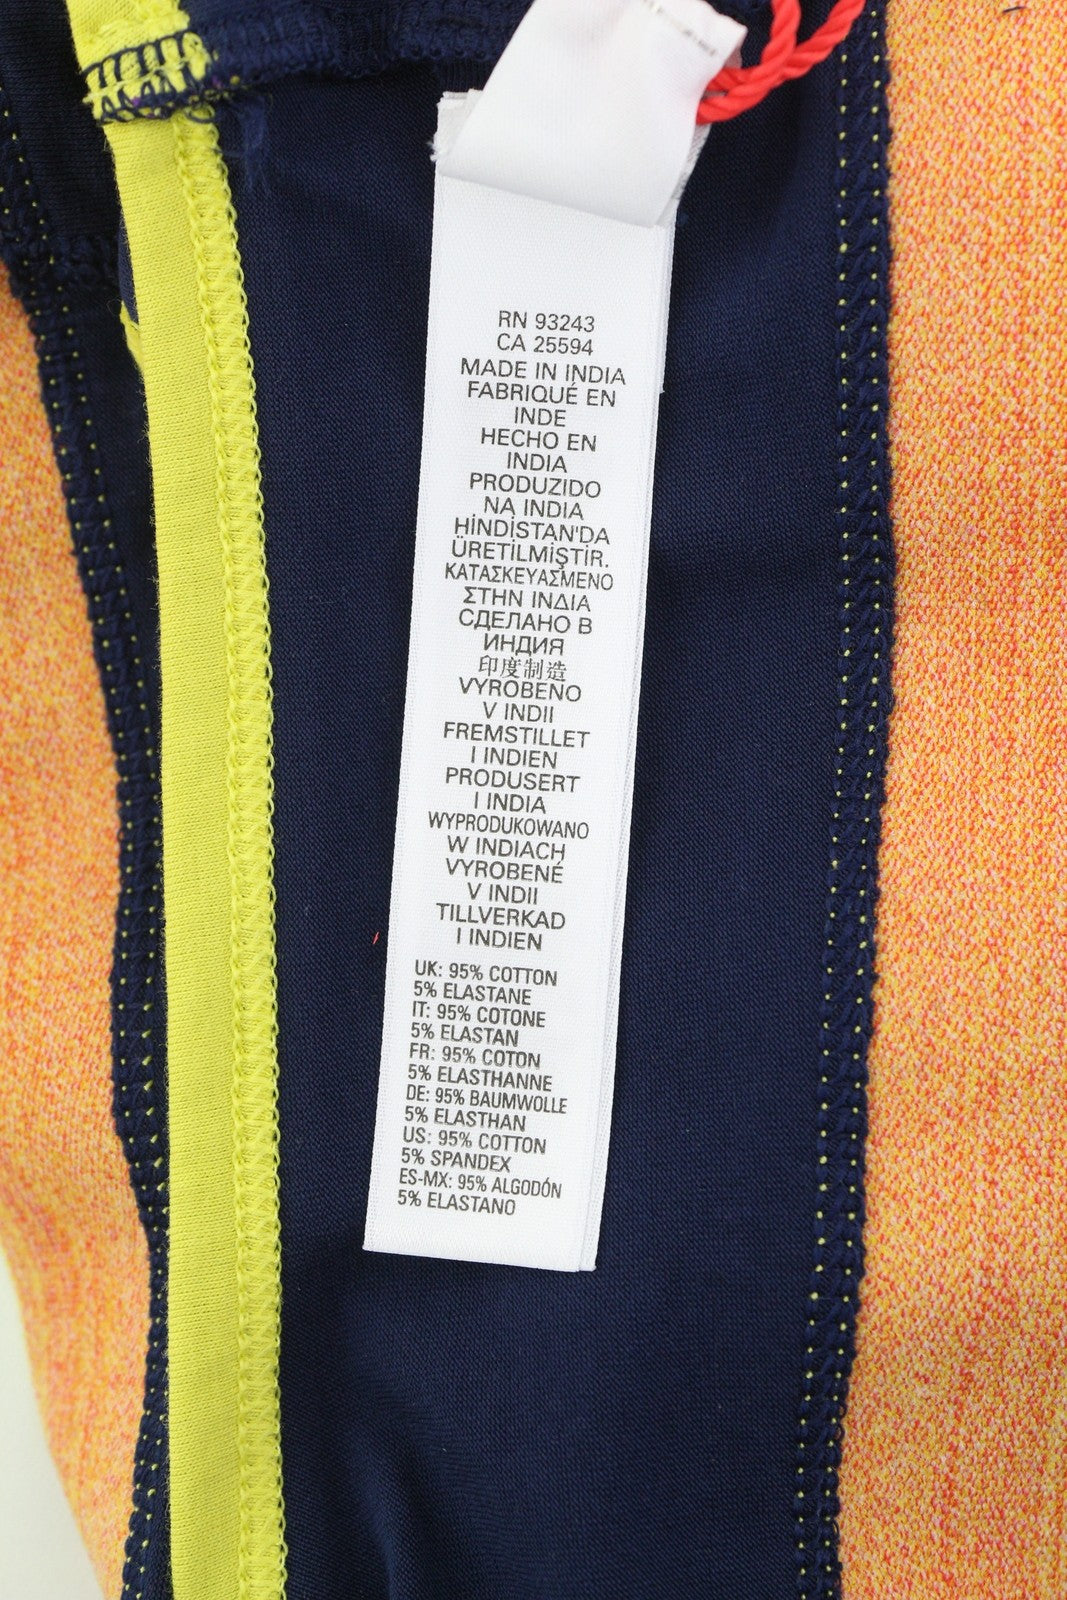 RN 93243
CA 25594
MADE IN INDIA
FABRIQUÉ EN
INDE
HECHO EN
INDIA
PRODUZIDO
NA INDIA
HİNDİSTAN'DA
ÜRETİLMİŞTİR.
ΚΑΤΑΣΚΕΥΑΣΜΕΝΟ
ΣΤΗΝ ΙΝΔΙΑ
СДЕЛАНО В
ИНДИЯ
印度制造
VYROBENO
V INDII
FREMSTILLET
I INDIEN
PRODUSERT
I INDIA
WYPRODUKOWANO
W INDIACH
VYROBENÉ
V INDII
TILLVERKAD
I INDIEN
UK: 95% COTTON
5% ELASTANE
IT: 95% COTONE
5% ELASTAN
FR: 95% COTON
5% ELASTHANNE
DE: 95% BAUMWOLLE
5% ELASTHAN
US: 95% COTTON
5% SPANDEX
ES-MX: 95% ALGODÓN
5% ELASTANO